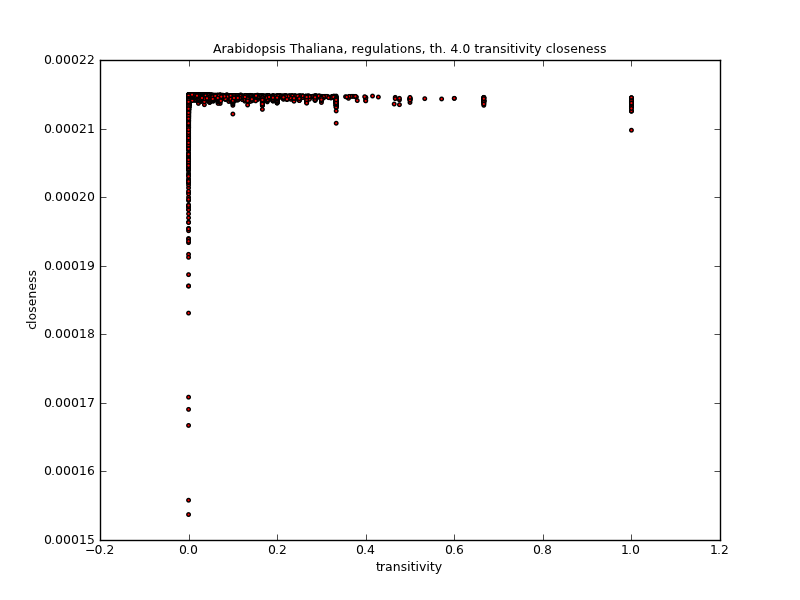 Arabidopsis Thaliana, regulations, th. 4.0 transitivity closeness
0.00022
0.00021
0.00020
0.00019
0.00018
0.00017
0.00016
0.00015
closeness
−0.2 0.0 0.2 0.4 0.6 0.8 1.0 1.2
transitivity